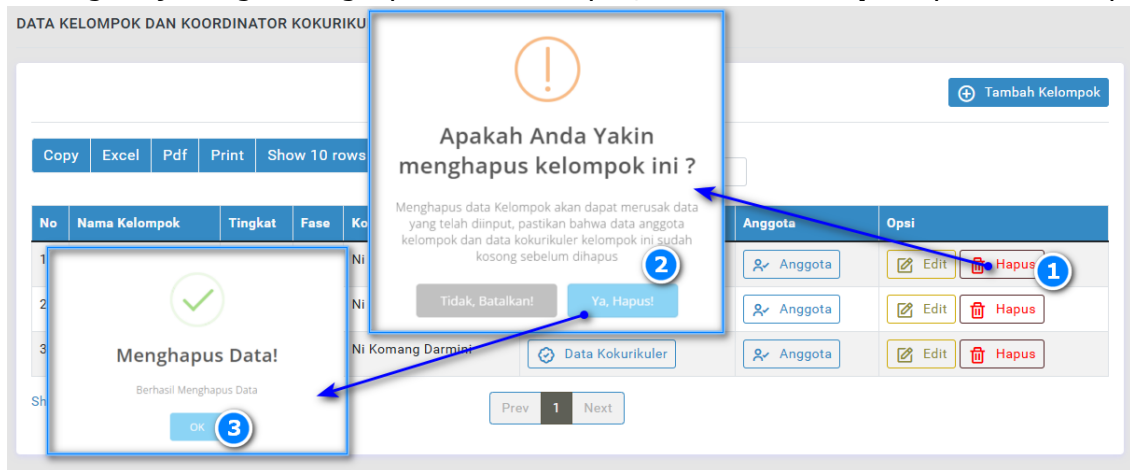 DATA KELOMPOK DAN KOORDINATOR KOKURIKU
Tambah Kelompok
Copy Excel Pdf Print Show 10 rows
Apakah Anda Yakin
menghapus kelompok ini ?
Menghapus data Kelompok akan dapat merusak data
yang telah diinput, pastikan bahwa data anggota
kelompok dan data kokurikuler kelompok ini sudah
kosong sebelum dihapus
2
Tidak, Batalkan! Ya, Hapus!
No Nama Kelompok Tingkat Fase Ko Anggota Opsi
1 Ni Anggota Edit Hapus 1
2 Ni Anggota Edit Hapus
3 Ni Komang Darmini Data Kokurikuler Anggota Edit Hapus
Menghapus Data!
Berhasil Menghapus Data
OK 3
Sh
Prev 1 Next